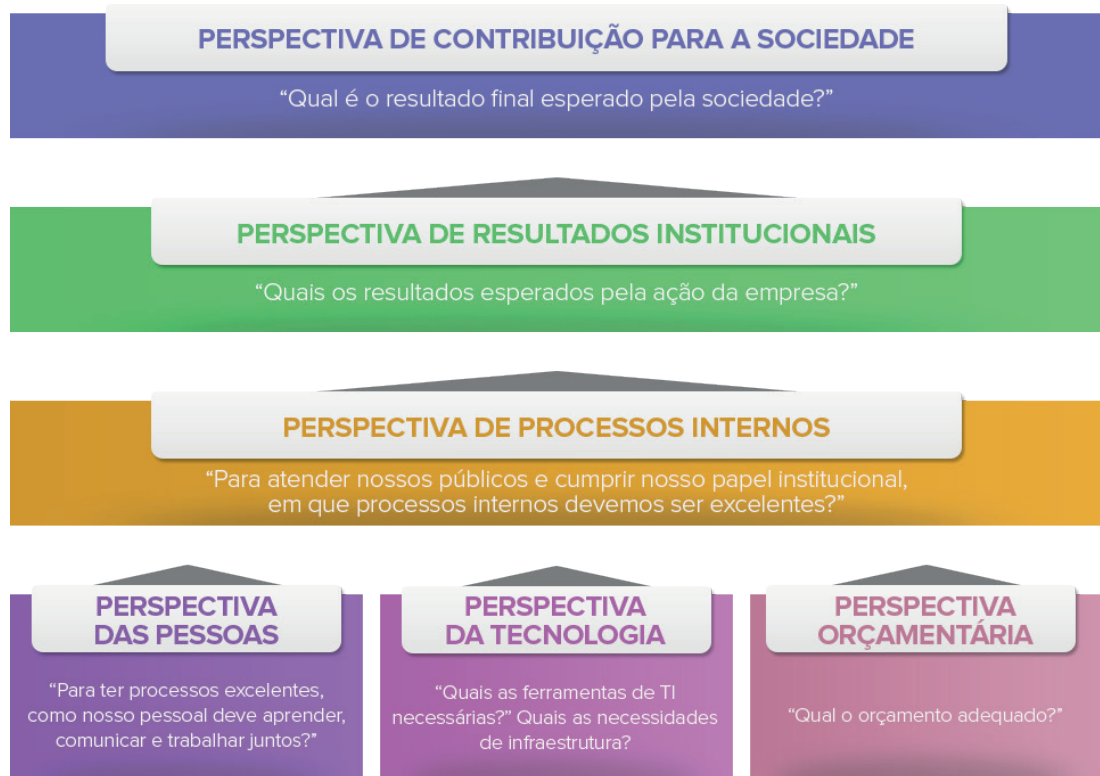 PERSPECTIVA DE CONTRIBUIÇÃO PARA A SOCIEDADE
“Qual é o resultado final esperado pela sociedade?”
PERSPECTIVA DE RESULTADOS INSTITUCIONAIS
“Quais os resultados esperados pela ação da empresa?”
PERSPECTIVA DE PROCESSOS INTERNOS
“Para atender nossos públicos e cumprir nosso papel institucional,
em que processos internos devemos ser excelentes?”
PERSPECTIVA
DAS PESSOAS
“Para ter processos excelentes,
como nosso pessoal deve aprender,
comunicar e trabalhar juntos?”
PERSPECTIVA
DA TECNOLOGIA
“Quais as ferramentas de TI
necessárias?” Quais as necessidades
de infraestrutura?
PERSPECTIVA
ORÇAMENTÁRIA
“Qual o orçamento adequado?”